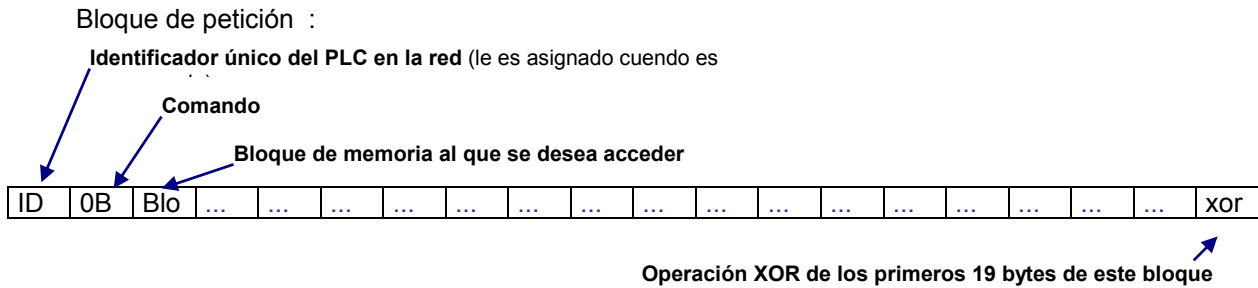 Bloque de petición :
Identificador único del PLC en la red (le es asignado cuendo es
Comando
Bloque de memoria al que se desea acceder
ID 0B Blo ... ... ... ... ... ... ... ... ... ... ... ... ... ... ... ... xor
Operación XOR de los primeros 19 bytes de este bloque